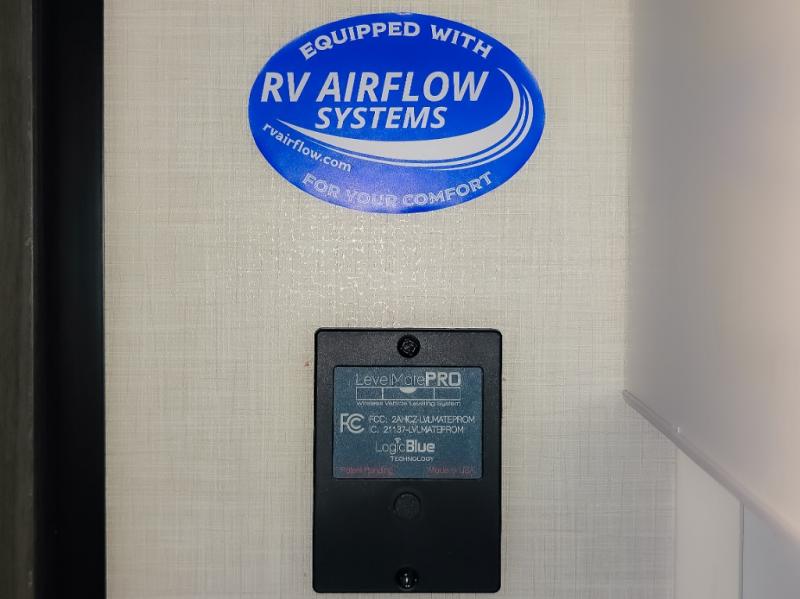 EQUIPPED WITH
RV AIRFLOW
SYSTEMS
rvairflow.com
FOR YOUR COMFORT
LevelMatePRO
Wireless Vehicle Leveling System
FC FCC: 2AHCZ-LVLMATEPROM
IC: 21137-LVLMATEPROM
LogicBlue
TECHNOLOGY
Patent Pending Made in USA